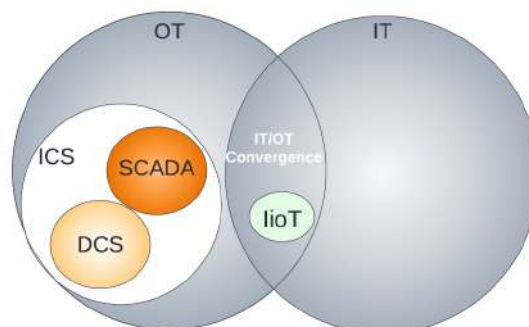 OT
IT
IT/OT
Convergence
ICS
SCADA
IioT
DCS